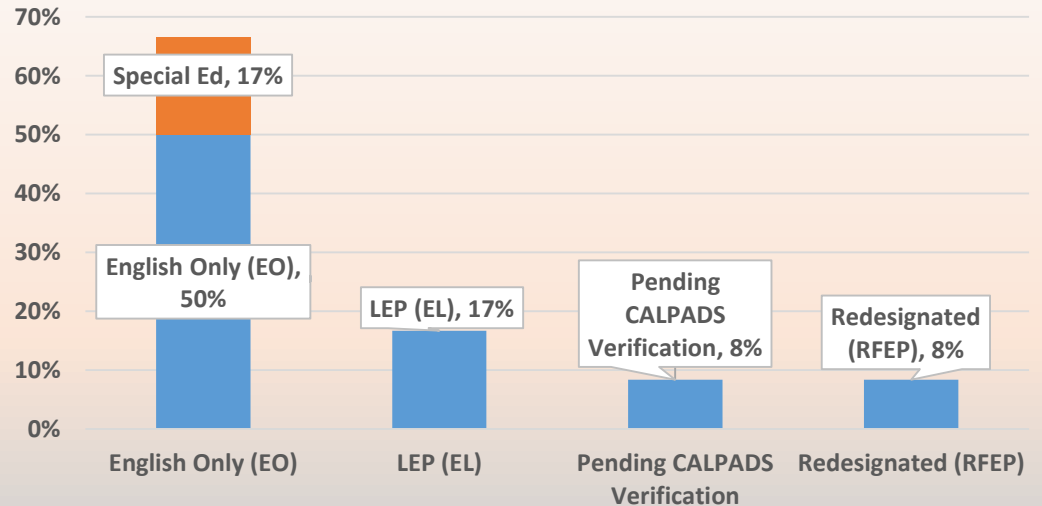 70%
60%
50%
40%
30%
20%
10%
0%
Special Ed, 17%
English Only (EO),
50%
LEP (EL), 17%
Pending
CALPADS
Verification, 8%
Redesignated
(RFEP), 8%
English Only (EO)
LEP (EL)
Pending CALPADS
Verification
Redesignated (RFEP)